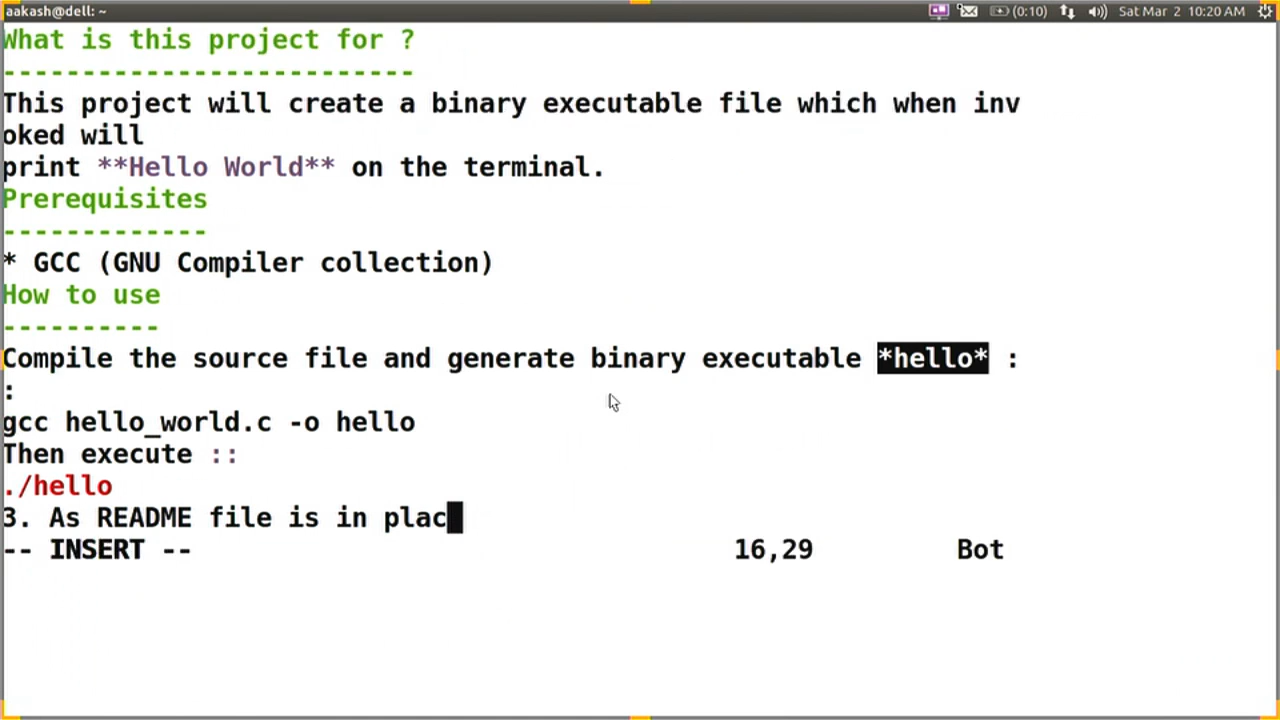 aakash@dell: ~ (0:10) Sat Mar 2 10:20 AM
What is this project for ?
--------------------------
This project will create a binary executable file which when inv
oked will
print **Hello World** on the terminal.
Prerequisites
-------------
* GCC (GNU Compiler collection)
How to use
----------
Compile the source file and generate binary executable *hello* :
:
gcc hello_world.c -o hello
Then execute ::
./hello
3. As README file is in plac
-- INSERT -- 16,29 Bot